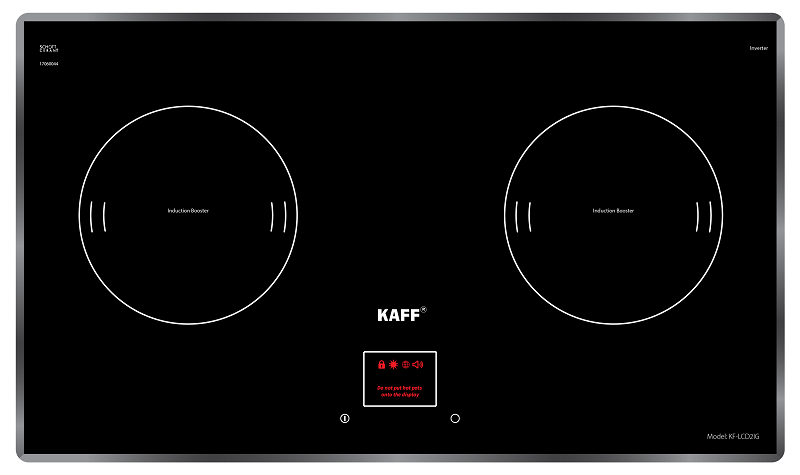 SCHOTT
CERAN®
17060044
Inverter
Induction Booster
Induction Booster
KAFF®
Do not put hot pots
onto the display.
Model: KF-LCD2IG